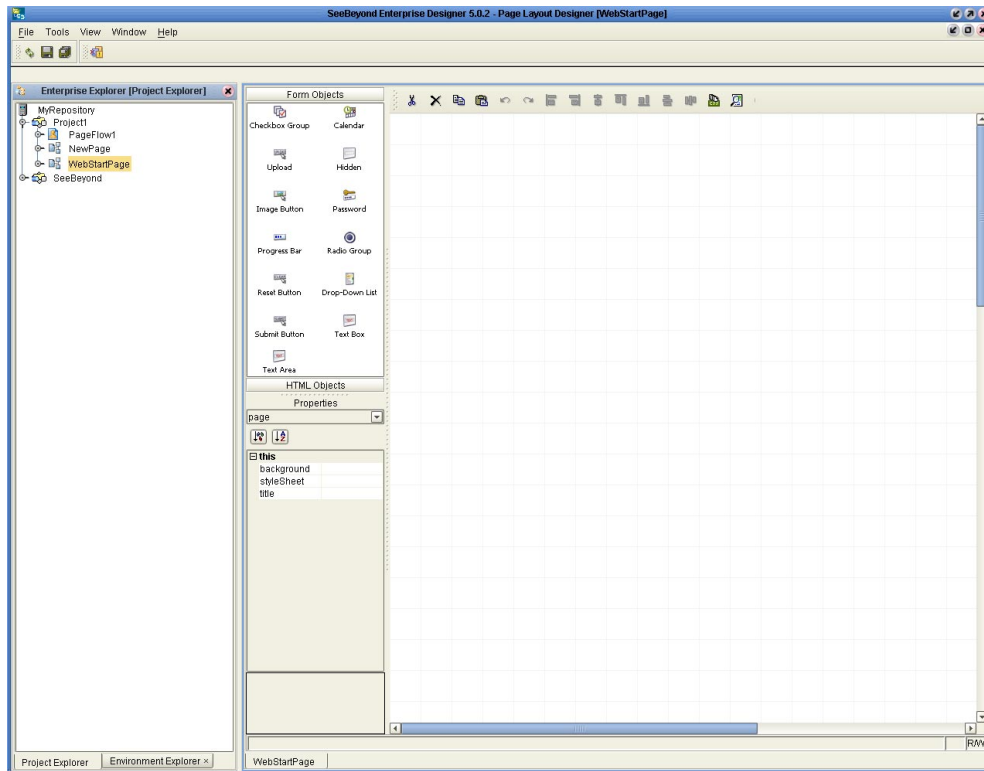 SeeBeyond Enterprise Designer 5.0.2 - Page Layout Designer [WebStartPage]
File Tools View Window Help
Enterprise Explorer [Project Explorer]
MyRepository
Project1
PageFlow1
NewPage
WebStartPage
SeeBeyond
Form Objects
Checkbox Group Calendar
Upload Hidden
Image Button Password
Progress Bar Radio Group
Reset Button Drop-Down List
Submit Button Text Box
Text Area
HTML Objects
Properties
page
this
background
styleSheet
title
Project Explorer Environment Explorer ×
WebStartPage